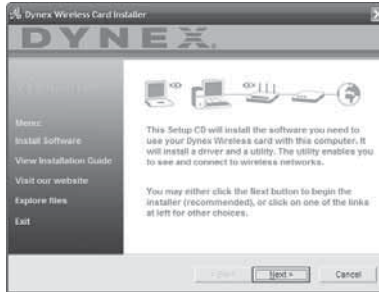 Dynex Wireless Card Installer
DYNEX
Menu:
Install Software
View Installation Guide
Visit our website
Explore files
Exit
This Setup CD will install the software you need to
use your Dynex Wireless card with this computer. It
will install a driver and a utility. The utility enables you
to see and connect to wireless networks.
You may either click the Next button to begin the
installer (recommended), or click on one of the links
at left for other choices.
Next >
Cancel